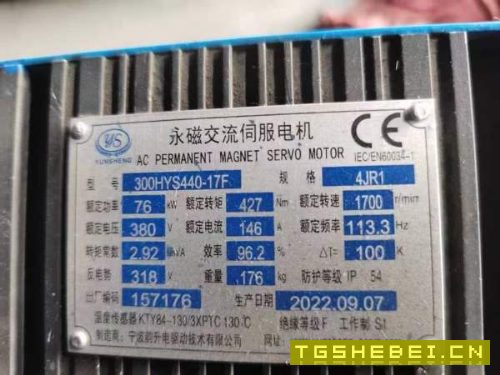 永磁交流伺服电机
YS
YUNSHENG
AC PERMANENT MAGNET SERVO MOTOR
CE
IEC/EN60034-1
型 号 300HYS440-17F 规 格 4JR1
额定功率 76 kW 额定转矩 427 Nm 额定转速 1700 r/min
额定电压 380 V 额定电流 146 A 额定频率 113.3 Hz
转矩常数 2.92 Nm/A 效率 96.2 % ΔT= 100 K
反电势 318 V 重量 176 kg 防护等级 IP 54
出厂编码 157176 生产日期 2022.09.07
温度传感器 KTY84-130/3XPTC 130℃ 绝缘等级F 工作制 S1
制造商: 宁波韵升电驱动技术有限公司 网址:
TGSHEBEI.CN